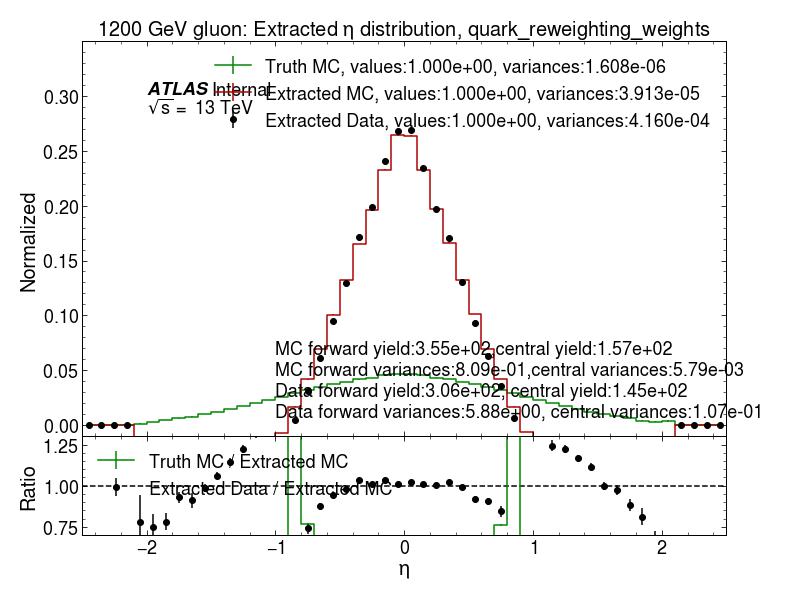 1200 GeV gluon: Extracted η distribution, quark_reweighting_weights
Truth MC, values:1.000e+00, variances:1.608e-06
ATLAS Internal
Extracted MC, values:1.000e+00, variances:3.913e-05
√s = 13 TeV
Extracted Data, values:1.000e+00, variances:4.160e-04
Normalized
0.30
0.25
0.20
0.15
0.10
0.05
0.00
MC forward yield:3.55e+02,central yield:1.57e+02
MC forward variances:8.09e-01,central variances:5.79e-03
Data forward yield:3.06e+02, central yield:1.45e+02
Data forward variances:5.88e+00, central variances:1.07e-01
Ratio
1.25
1.00
0.75
Truth MC / Extracted MC
Extracted Data / Extracted MC
−2 −1 0 1 2
η